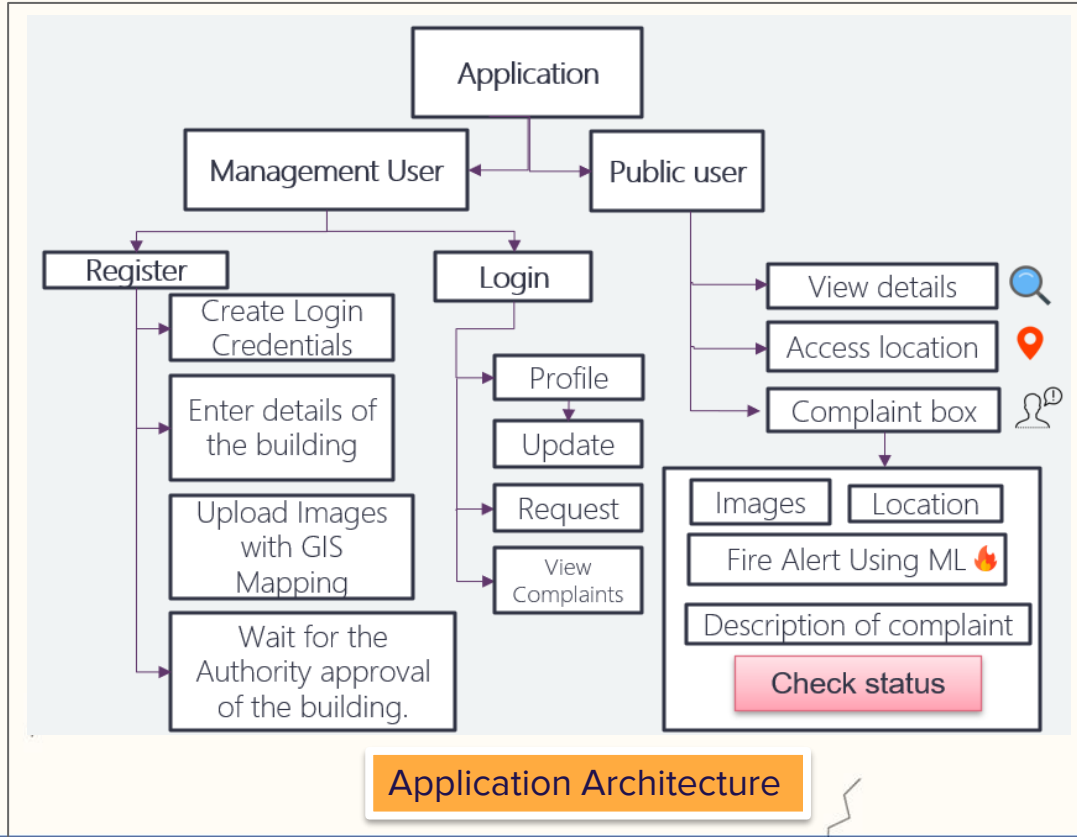 Application
Management User
Public user
Register
Login
Create Login
Credentials
Enter details of
the building
Upload Images
with GIS
Mapping
Wait for the
Authority approval
of the building.
Profile
Update
Request
View
Complaints
View details
Access location
Complaint box
Images
Location
Fire Alert Using ML
Description of complaint
Check status
Application Architecture